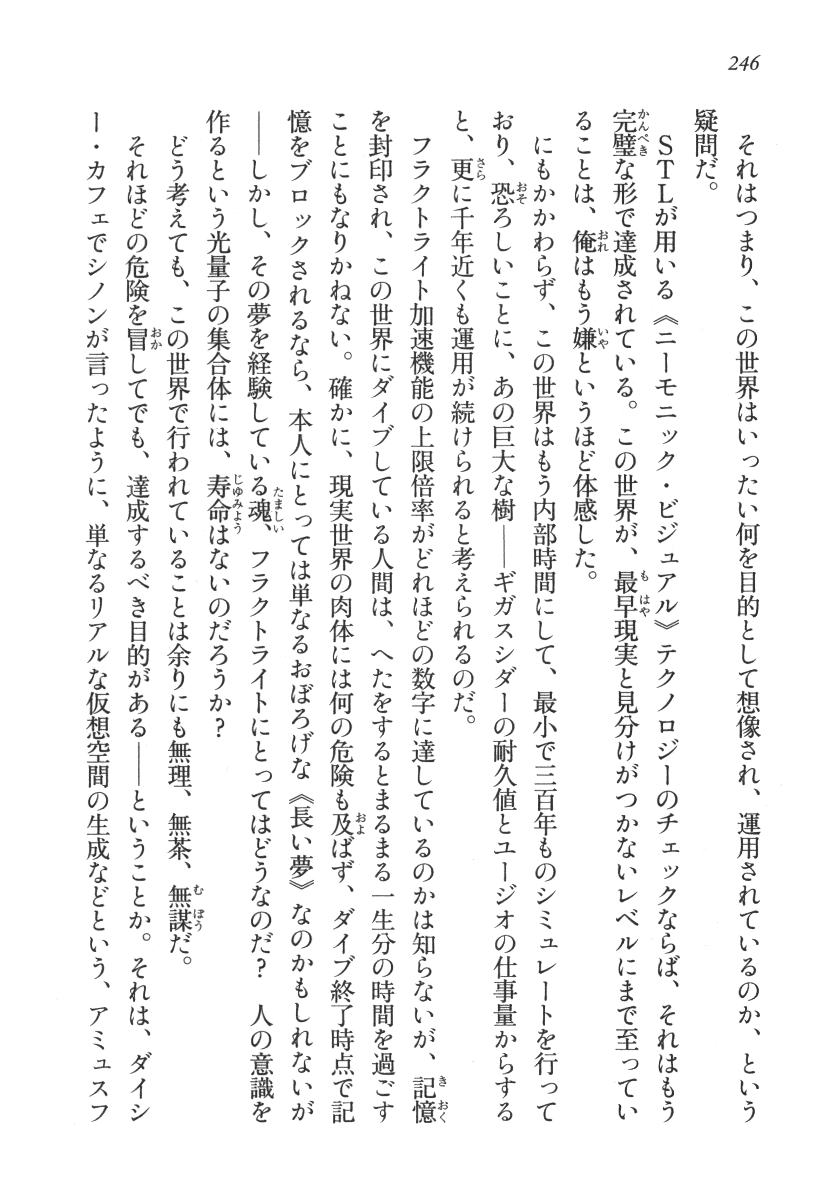 246
それはつまり、この世界はいったい何を目的として想像され、運用されているのか、という
疑問だ。
STLが用いる《ニーモニック・ビジュアル》テクノロジーのチェックならば、それはもう
完璧な形で達成されている。この世界が、最早現実と見分けがつかないレベルにまで至ってい
ることは、俺はもう嫌というほど体感した。
にもかかわらず、この世界はもう内部時間にして、最小で三百年ものシミュレートを行って
おり、恐ろしいことに、あの巨大な樹――ギガスシダーの耐久値とユージオの仕事量からする
と、更に千年近くも運用が続けられると考えられるのだ。
フラクトライト加速機能の上限倍率がどれほどの数字に達しているのかは知らないが、記憶
を封印され、この世界にダイブしている人間は、へたをするとまるまる一生分の時間を過ごす
ことにもなりかねない。確かに、現実世界の肉体には何の危険も及ばず、ダイブ終了時点で記
憶をブロックされるなら、本人にとっては単なるおぼろげな《長い夢》なのかもしれないが
――しかし、その夢を経験している魂、フラクトライトにとってはどうなのだ？　人の意識を
作るという光量子の集合体には、寿命はないのだろうか？
どう考えても、この世界で行われていることは余りにも無理、無茶、無謀だ。
それほどの危険を冒してでも、達成するべき目的がある――ということか。それは、ダイシ
ー・カフェでシノンが言ったように、単なるリアルな仮想空間の生成などという、アミュスフ